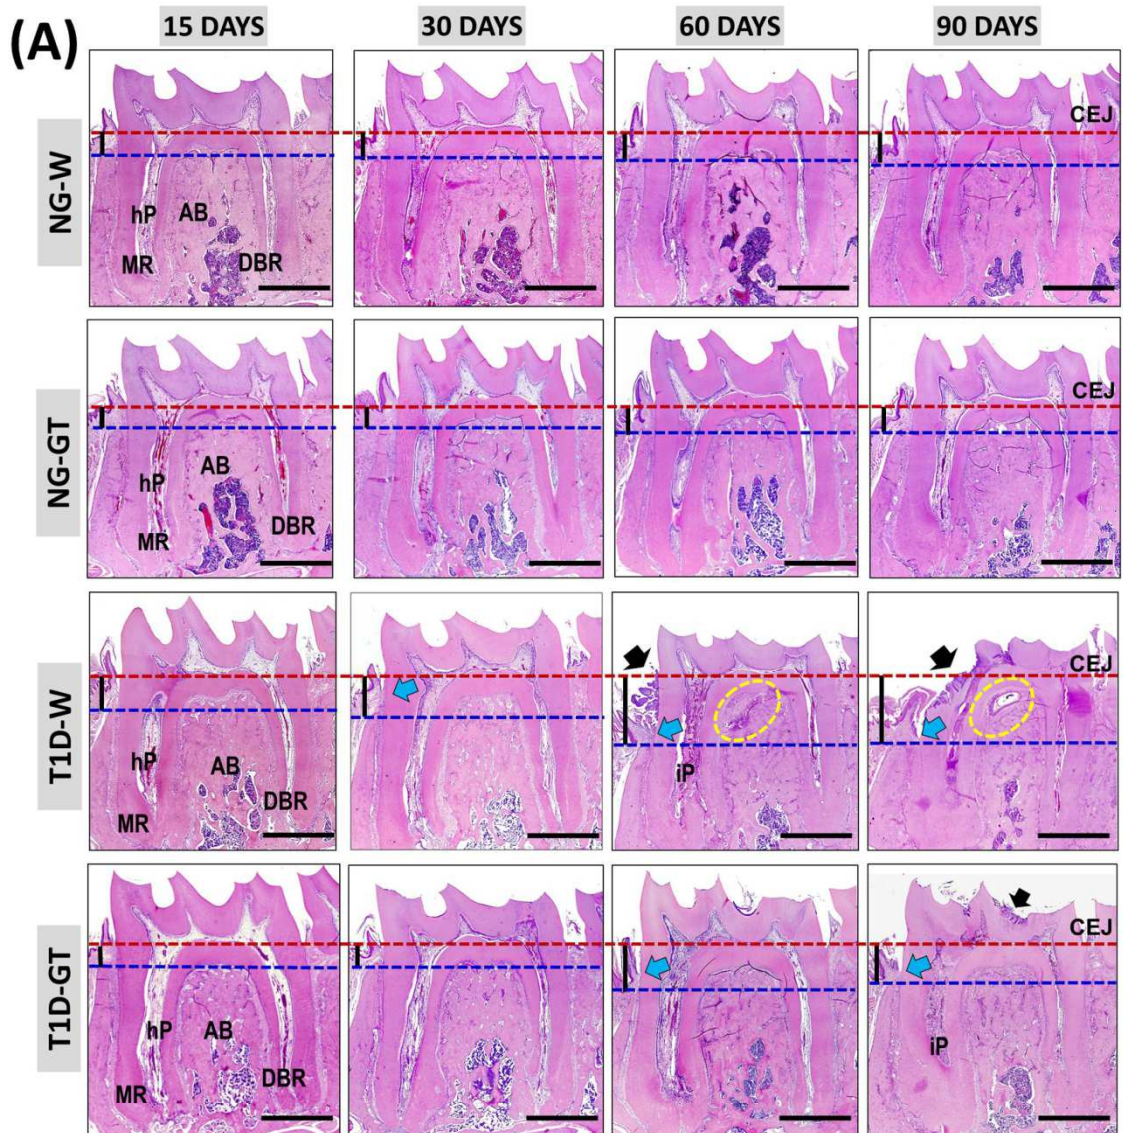 (A)
15 DAYS 30 DAYS 60 DAYS 90 DAYS
NG-W
CEJ
hP AB
MR DBR
NG-GT
CEJ
AB
hP
MR DBR
T1D-W
CEJ
hP AB
MR DBR
iP
T1D-GT
CEJ
hP AB
MR DBR
iP